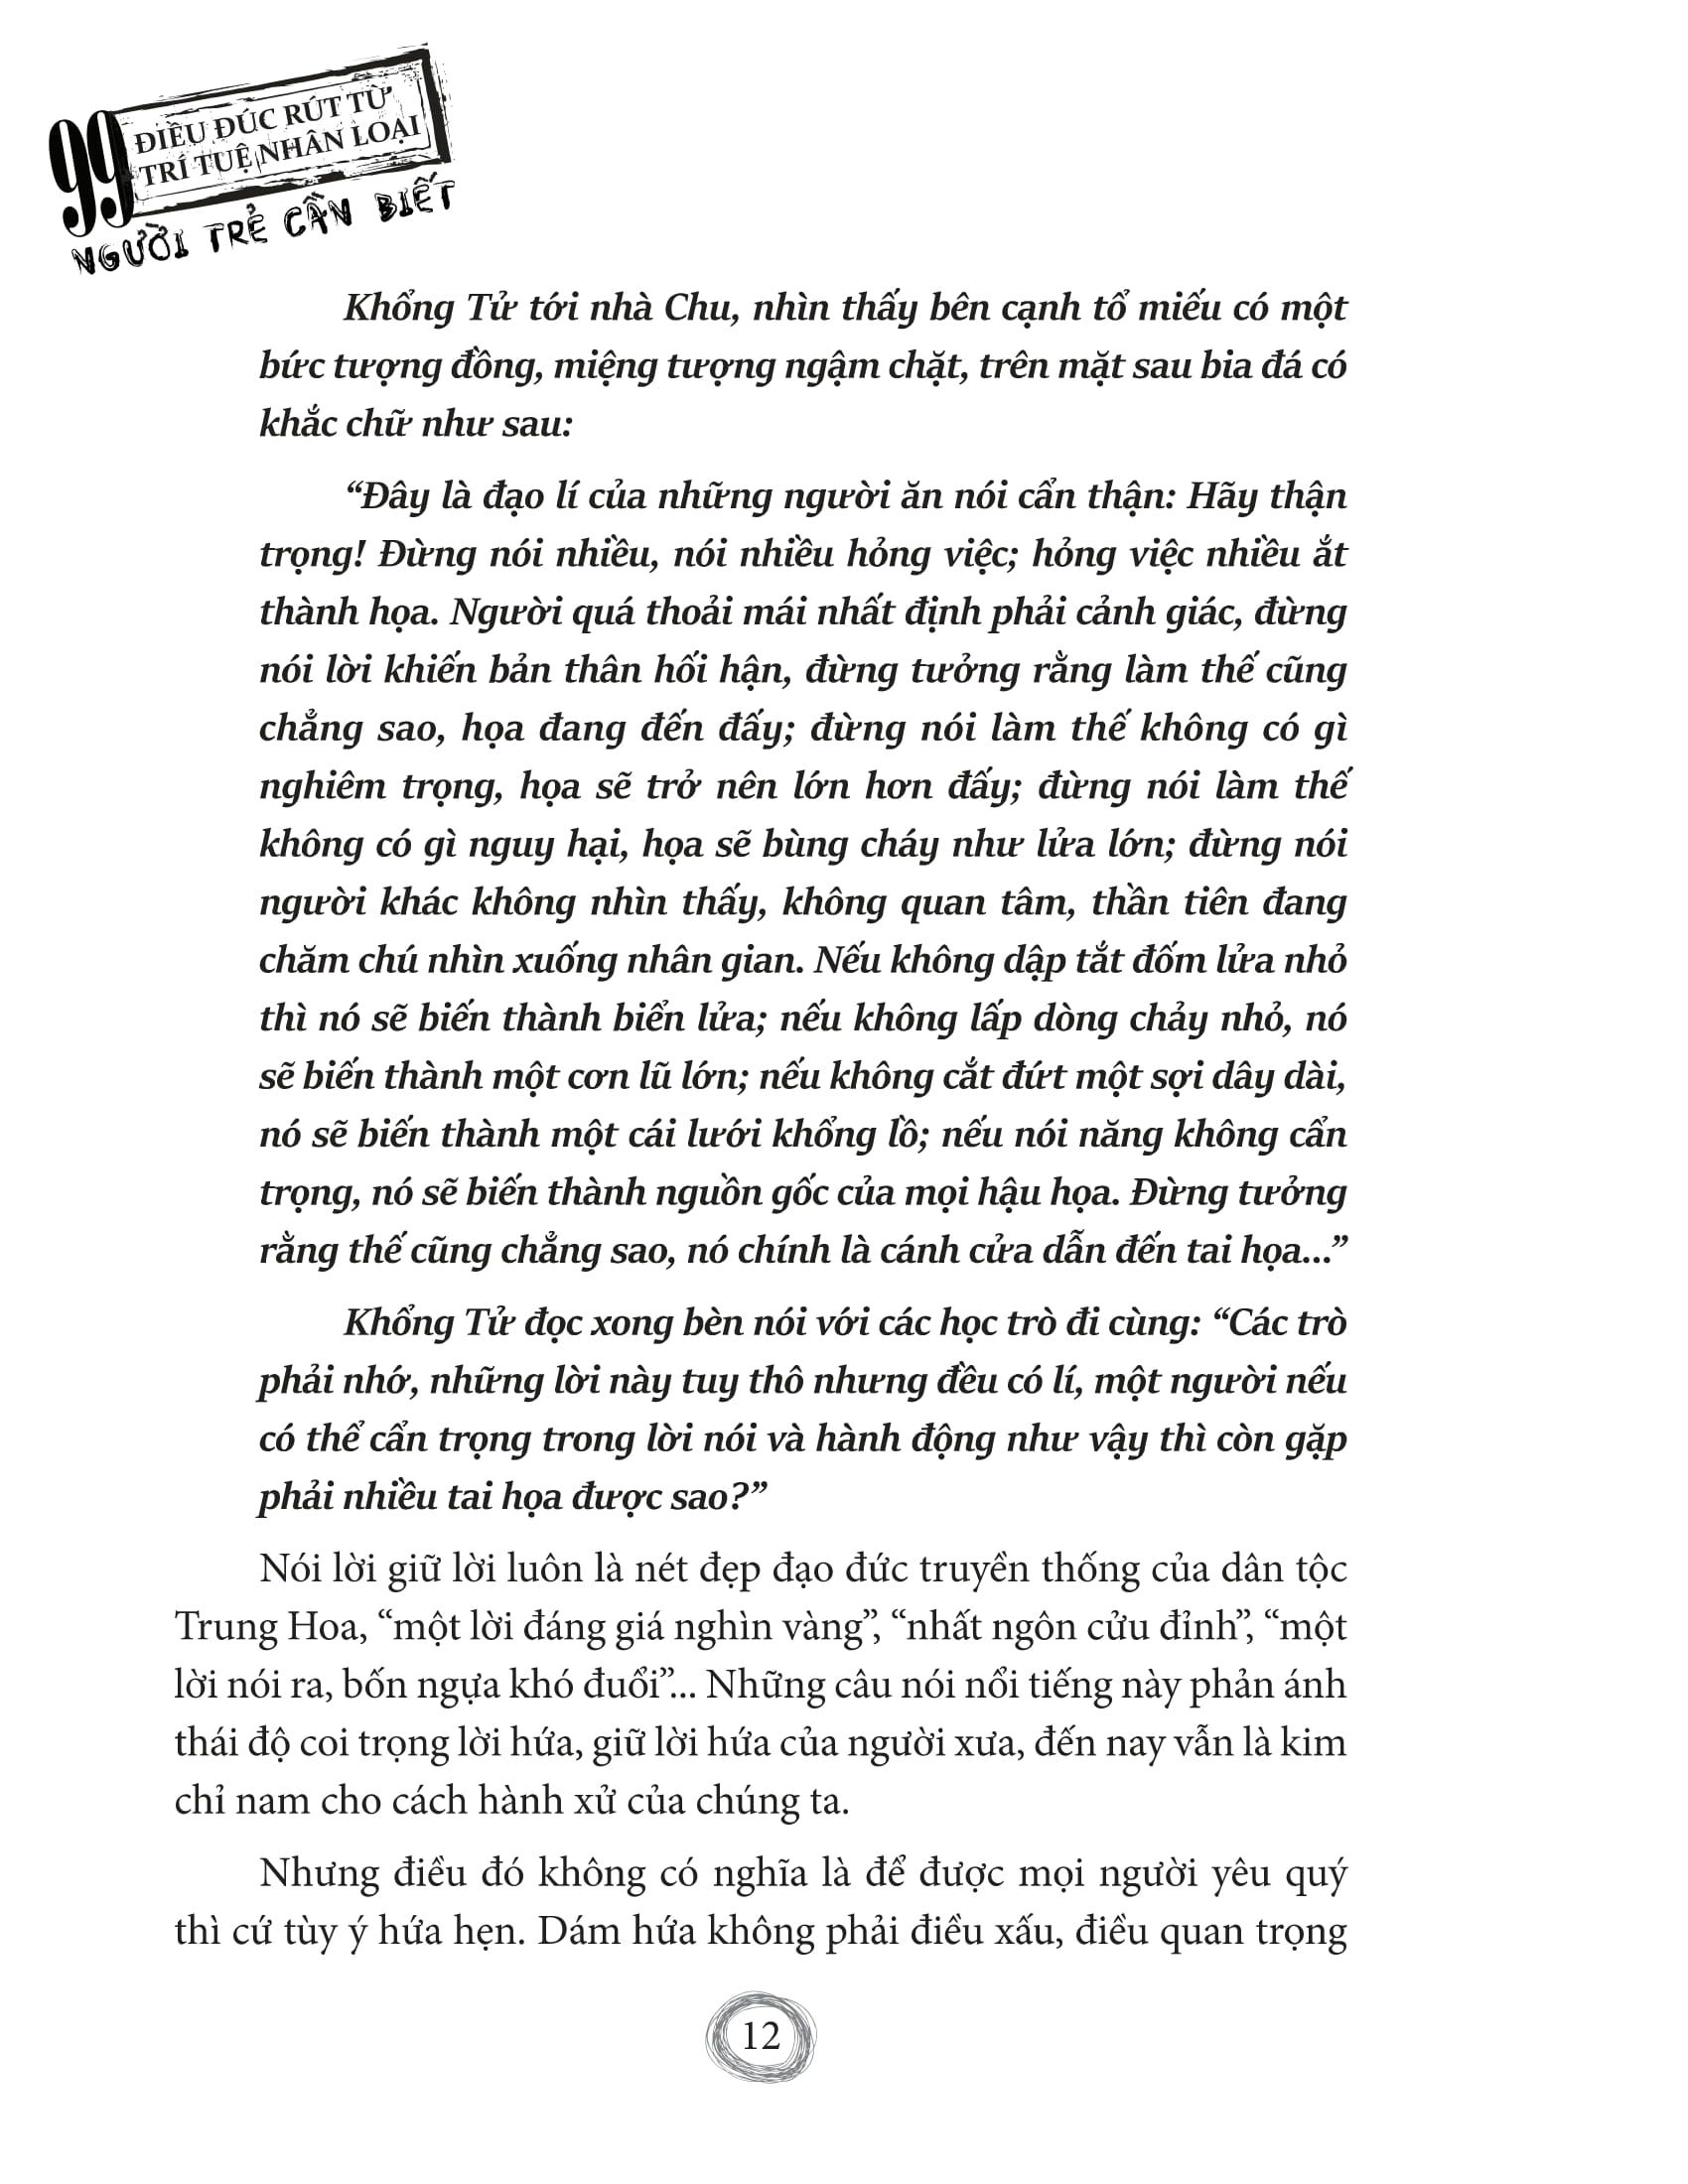 99 ĐIỀU ĐÚC RÚT TỪ
TRÍ TUỆ NHÂN LOẠI
NGƯỜI TRẺ CẦN BIẾT
Khổng Tử tới nhà Chu, nhìn thấy bên cạnh tổ miếu có một
bức tượng đồng, miệng tượng ngậm chặt, trên mặt sau bia đá có
khắc chữ như sau:
“Đây là đạo lí của những người ăn nói cẩn thận: Hãy thận
trọng! Đừng nói nhiều, nói nhiều hỏng việc; hỏng việc nhiều ắt
thành họa. Người quá thoải mái nhất định phải cảnh giác, đừng
nói lời khiến bản thân hối hận, đừng tưởng rằng làm thế cũng
chẳng sao, họa đang đến đấy; đừng nói làm thế không có gì
nghiêm trọng, họa sẽ trở nên lớn hơn đấy; đừng nói làm thế
không có gì nguy hại, họa sẽ bùng cháy như lửa lớn; đừng nói
người khác không nhìn thấy, không quan tâm, thần tiên đang
chăm chú nhìn xuống nhân gian. Nếu không dập tắt đốm lửa nhỏ
thì nó sẽ biến thành biển lửa; nếu không lấp dòng chảy nhỏ, nó
sẽ biến thành một cơn lũ lớn; nếu không cắt đứt một sợi dây dài,
nó sẽ biến thành một cái lưới khổng lồ; nếu nói năng không cẩn
trọng, nó sẽ biến thành nguồn gốc của mọi hậu họa. Đừng tưởng
rằng thế cũng chẳng sao, nó chính là cánh cửa dẫn đến tai họa...”
Khổng Tử đọc xong bèn nói với các học trò đi cùng: “Các trò
phải nhớ, những lời này tuy thô nhưng đều có lí, một người nếu
có thể cẩn trọng trong lời nói và hành động như vậy thì còn gặp
phải nhiều tai họa được sao?”
Nói lời giữ lời luôn là nét đẹp đạo đức truyền thống của dân tộc
Trung Hoa, “một lời đáng giá nghìn vàng”, “nhất ngôn cửu đỉnh”, “một
lời nói ra, bốn ngựa khó đuổi”... Những câu nói nổi tiếng này phản ánh
thái độ coi trọng lời hứa, giữ lời hứa của người xưa, đến nay vẫn là kim
chỉ nam cho cách hành xử của chúng ta.
Nhưng điều đó không có nghĩa là để được mọi người yêu quý
thì cứ tùy ý hứa hẹn. Dám hứa không phải điều xấu, điều quan trọng
12